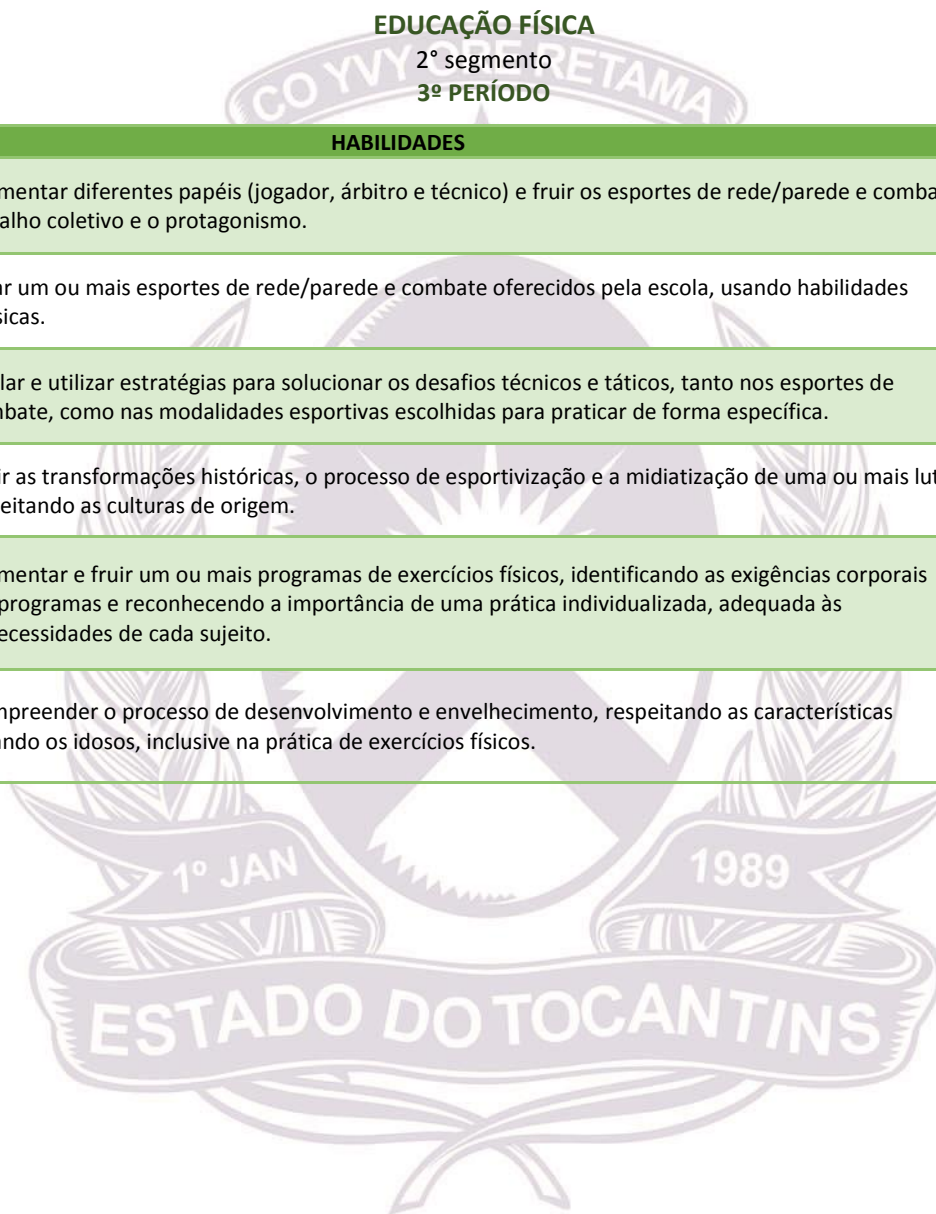 EDUCAÇÃO FÍSICA
2° segmento
CO YVY ORE RETAMA
3º PERÍODO
HABILIDADES
mentar diferentes papéis (jogador, árbitro e técnico) e fruir os esportes de rede/parede e comba
alho coletivo e o protagonismo.
ar um ou mais esportes de rede/parede e combate oferecidos pela escola, usando habilidades
sicas.
lar e utilizar estratégias para solucionar os desafios técnicos e táticos, tanto nos esportes de
nbate, como nas modalidades esportivas escolhidas para praticar de forma específica.
ir as transformações históricas, o processo de esportivização e a midiatização de uma ou mais lut
eitando as culturas de origem.
mentar e fruir um ou mais programas de exercícios físicos, identificando as exigências corporais
programas e reconhecendo a importância de uma prática individualizada, adequada às
ecessidades de cada sujeito.
mpreender o processo de desenvolvimento e envelhecimento, respeitando as características
ando os idosos, inclusive na prática de exercícios físicos.
1º JAN
1989
ESTADO DO TOCANTINS